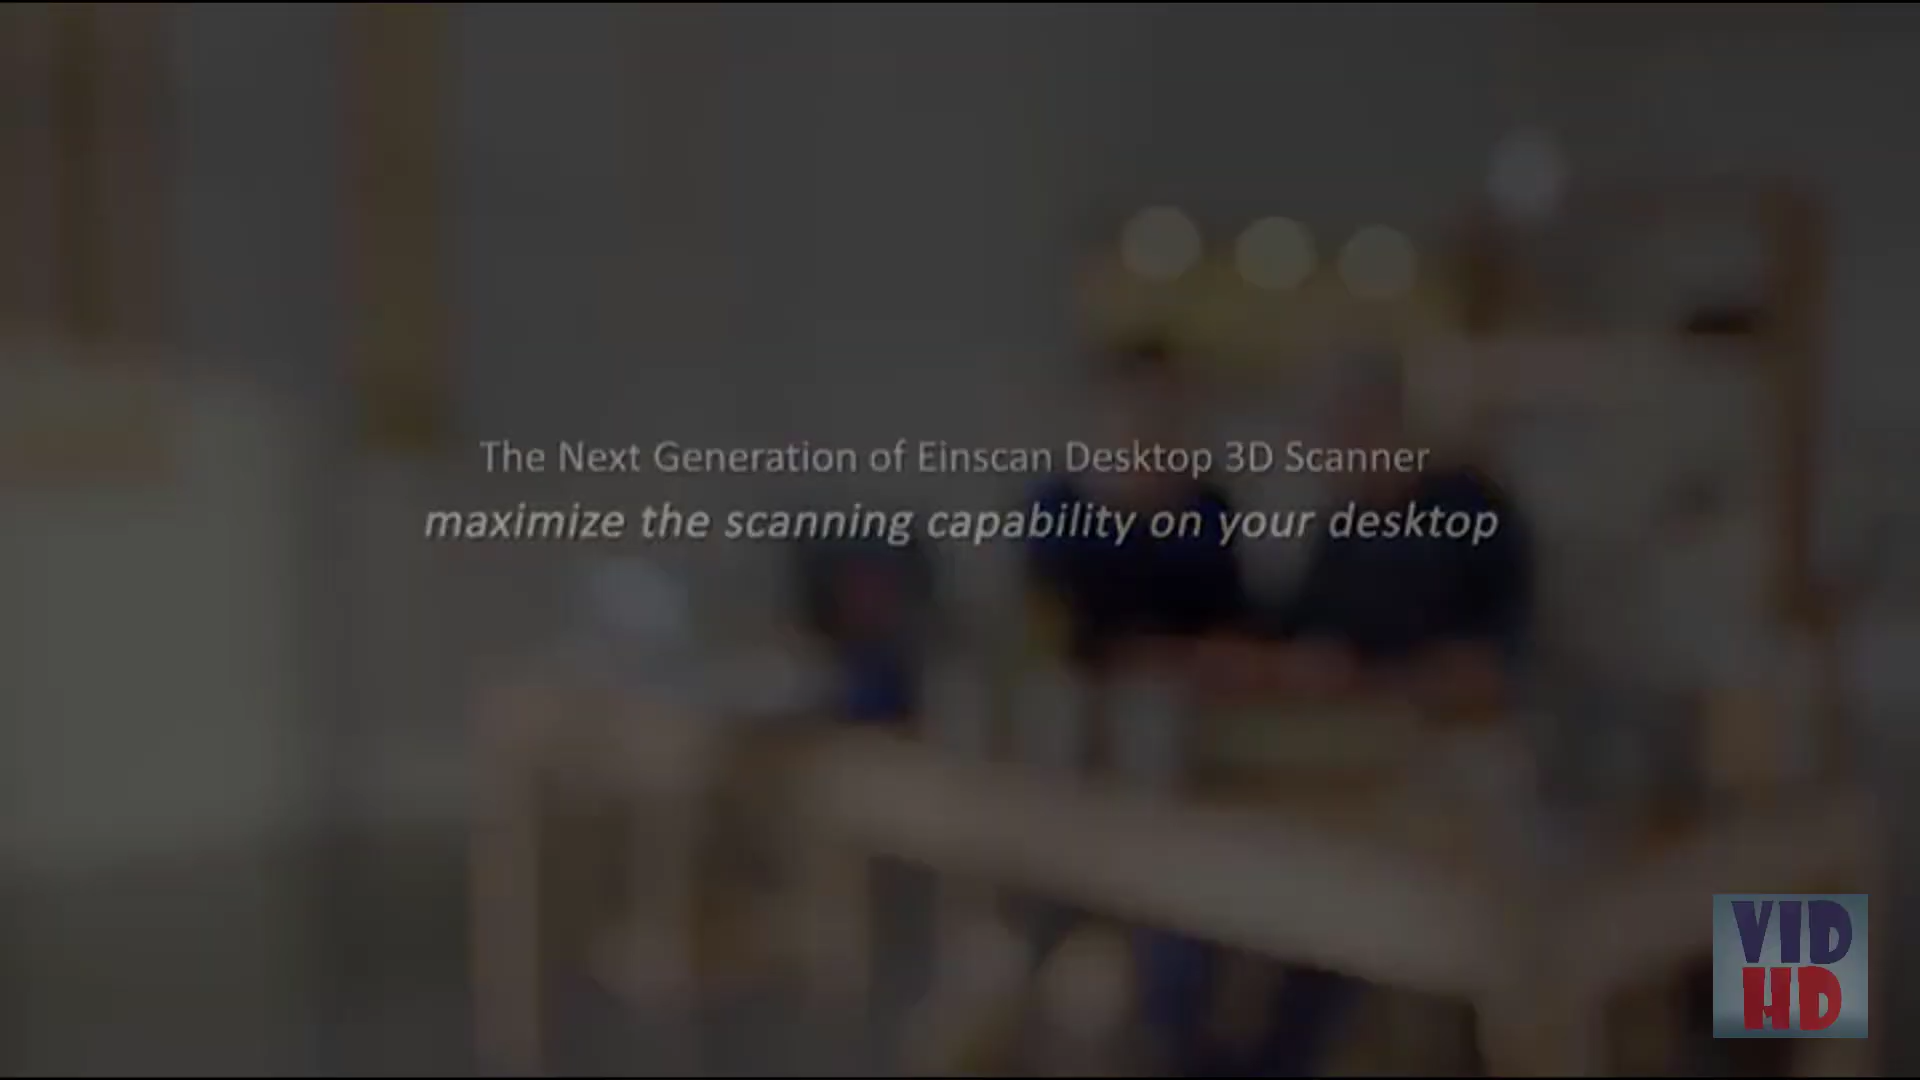 The Next Generation of Einscan Desktop 3D Scanner
maximize the scanning capability on your desktop
VID
HD